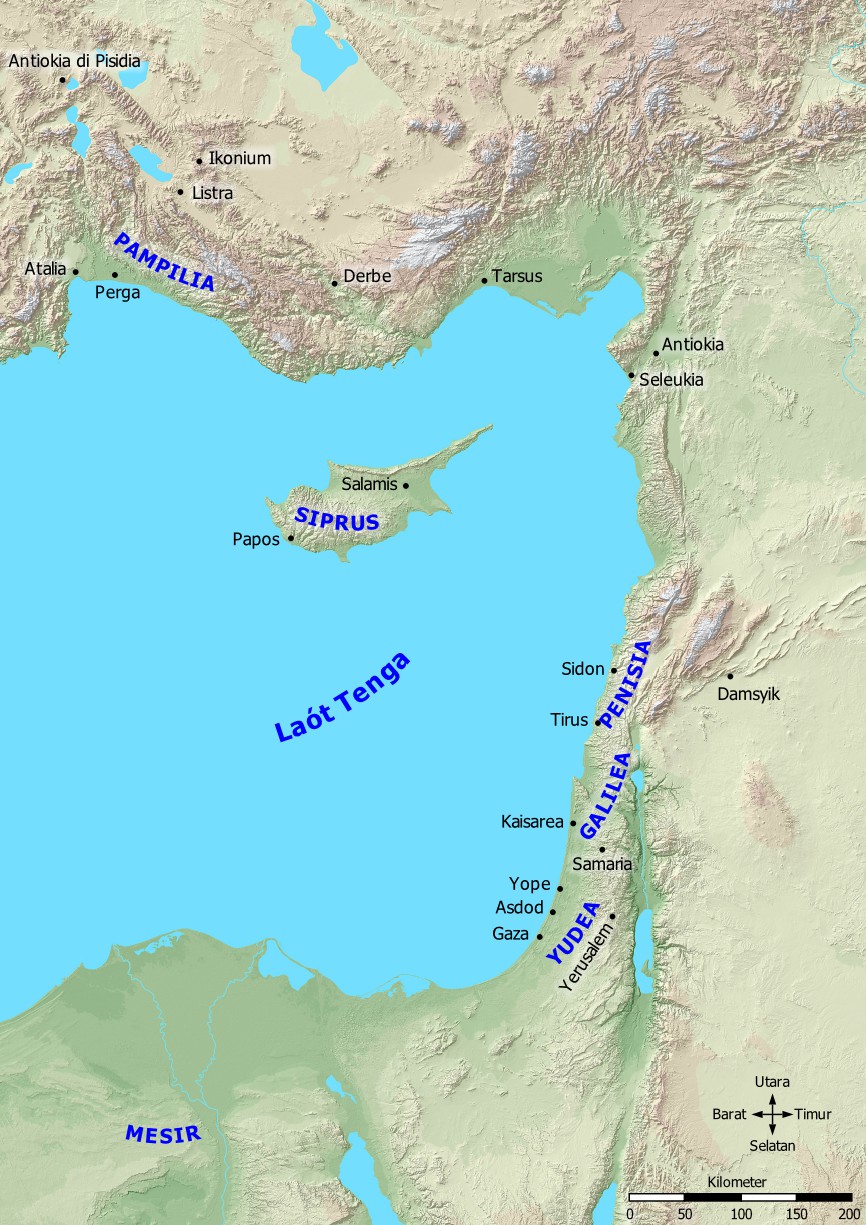 Antiokia di Pisidia
Ikonium
Listra
PAMPILIA
Atalia
Perga
Derbe
Tarsus
Antiokia
Seleukia
Salamis
SIPRUS
Papos
Laót Tenga
Sidon
PENISIA
Damsyik
Tirus
GALILEA
Kaisarea
Samaria
Yope
Asdod
YUDEA
Gaza
Yerusalem
MESIR
Utara
Barat
Timur
Selatan
Kilometer
0 50 100 150 200